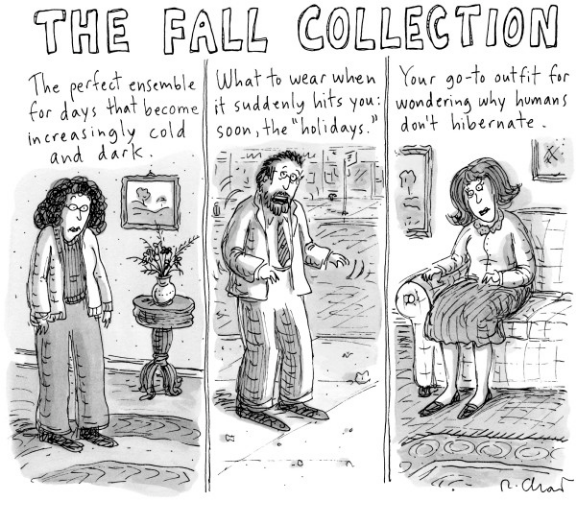 THE FALL COLLECTION
The perfect ensemble
for days that become
increasingly cold
and dark.
What to wear when
it suddenly hits you:
soon, the "holidays."
Your go-to outfit for
wondering why humans
don't hibernate.
R. Chast